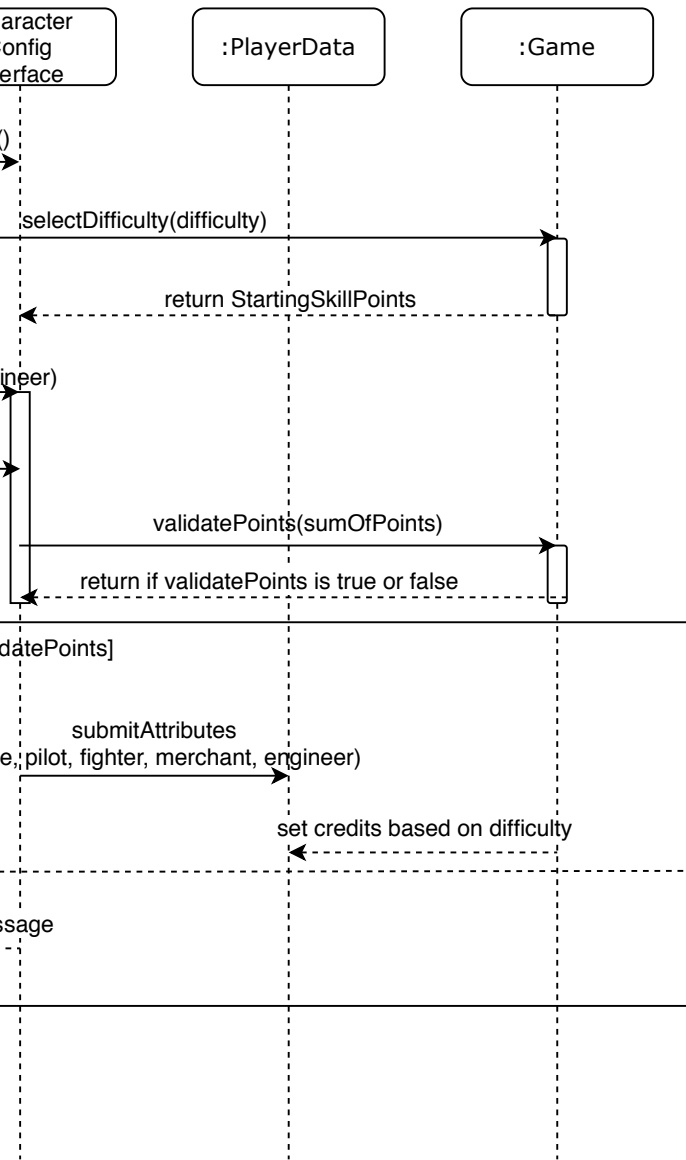 aracter
onfig
erface
:PlayerData
:Game
()
selectDifficulty(difficulty)
return StartingSkillPoints
ineer)
validatePoints(sumOfPoints)
return if validatePoints is true or false
datePoints]
submitAttributes
e, pilot, fighter, merchant, engineer)
set credits based on difficulty
ssage